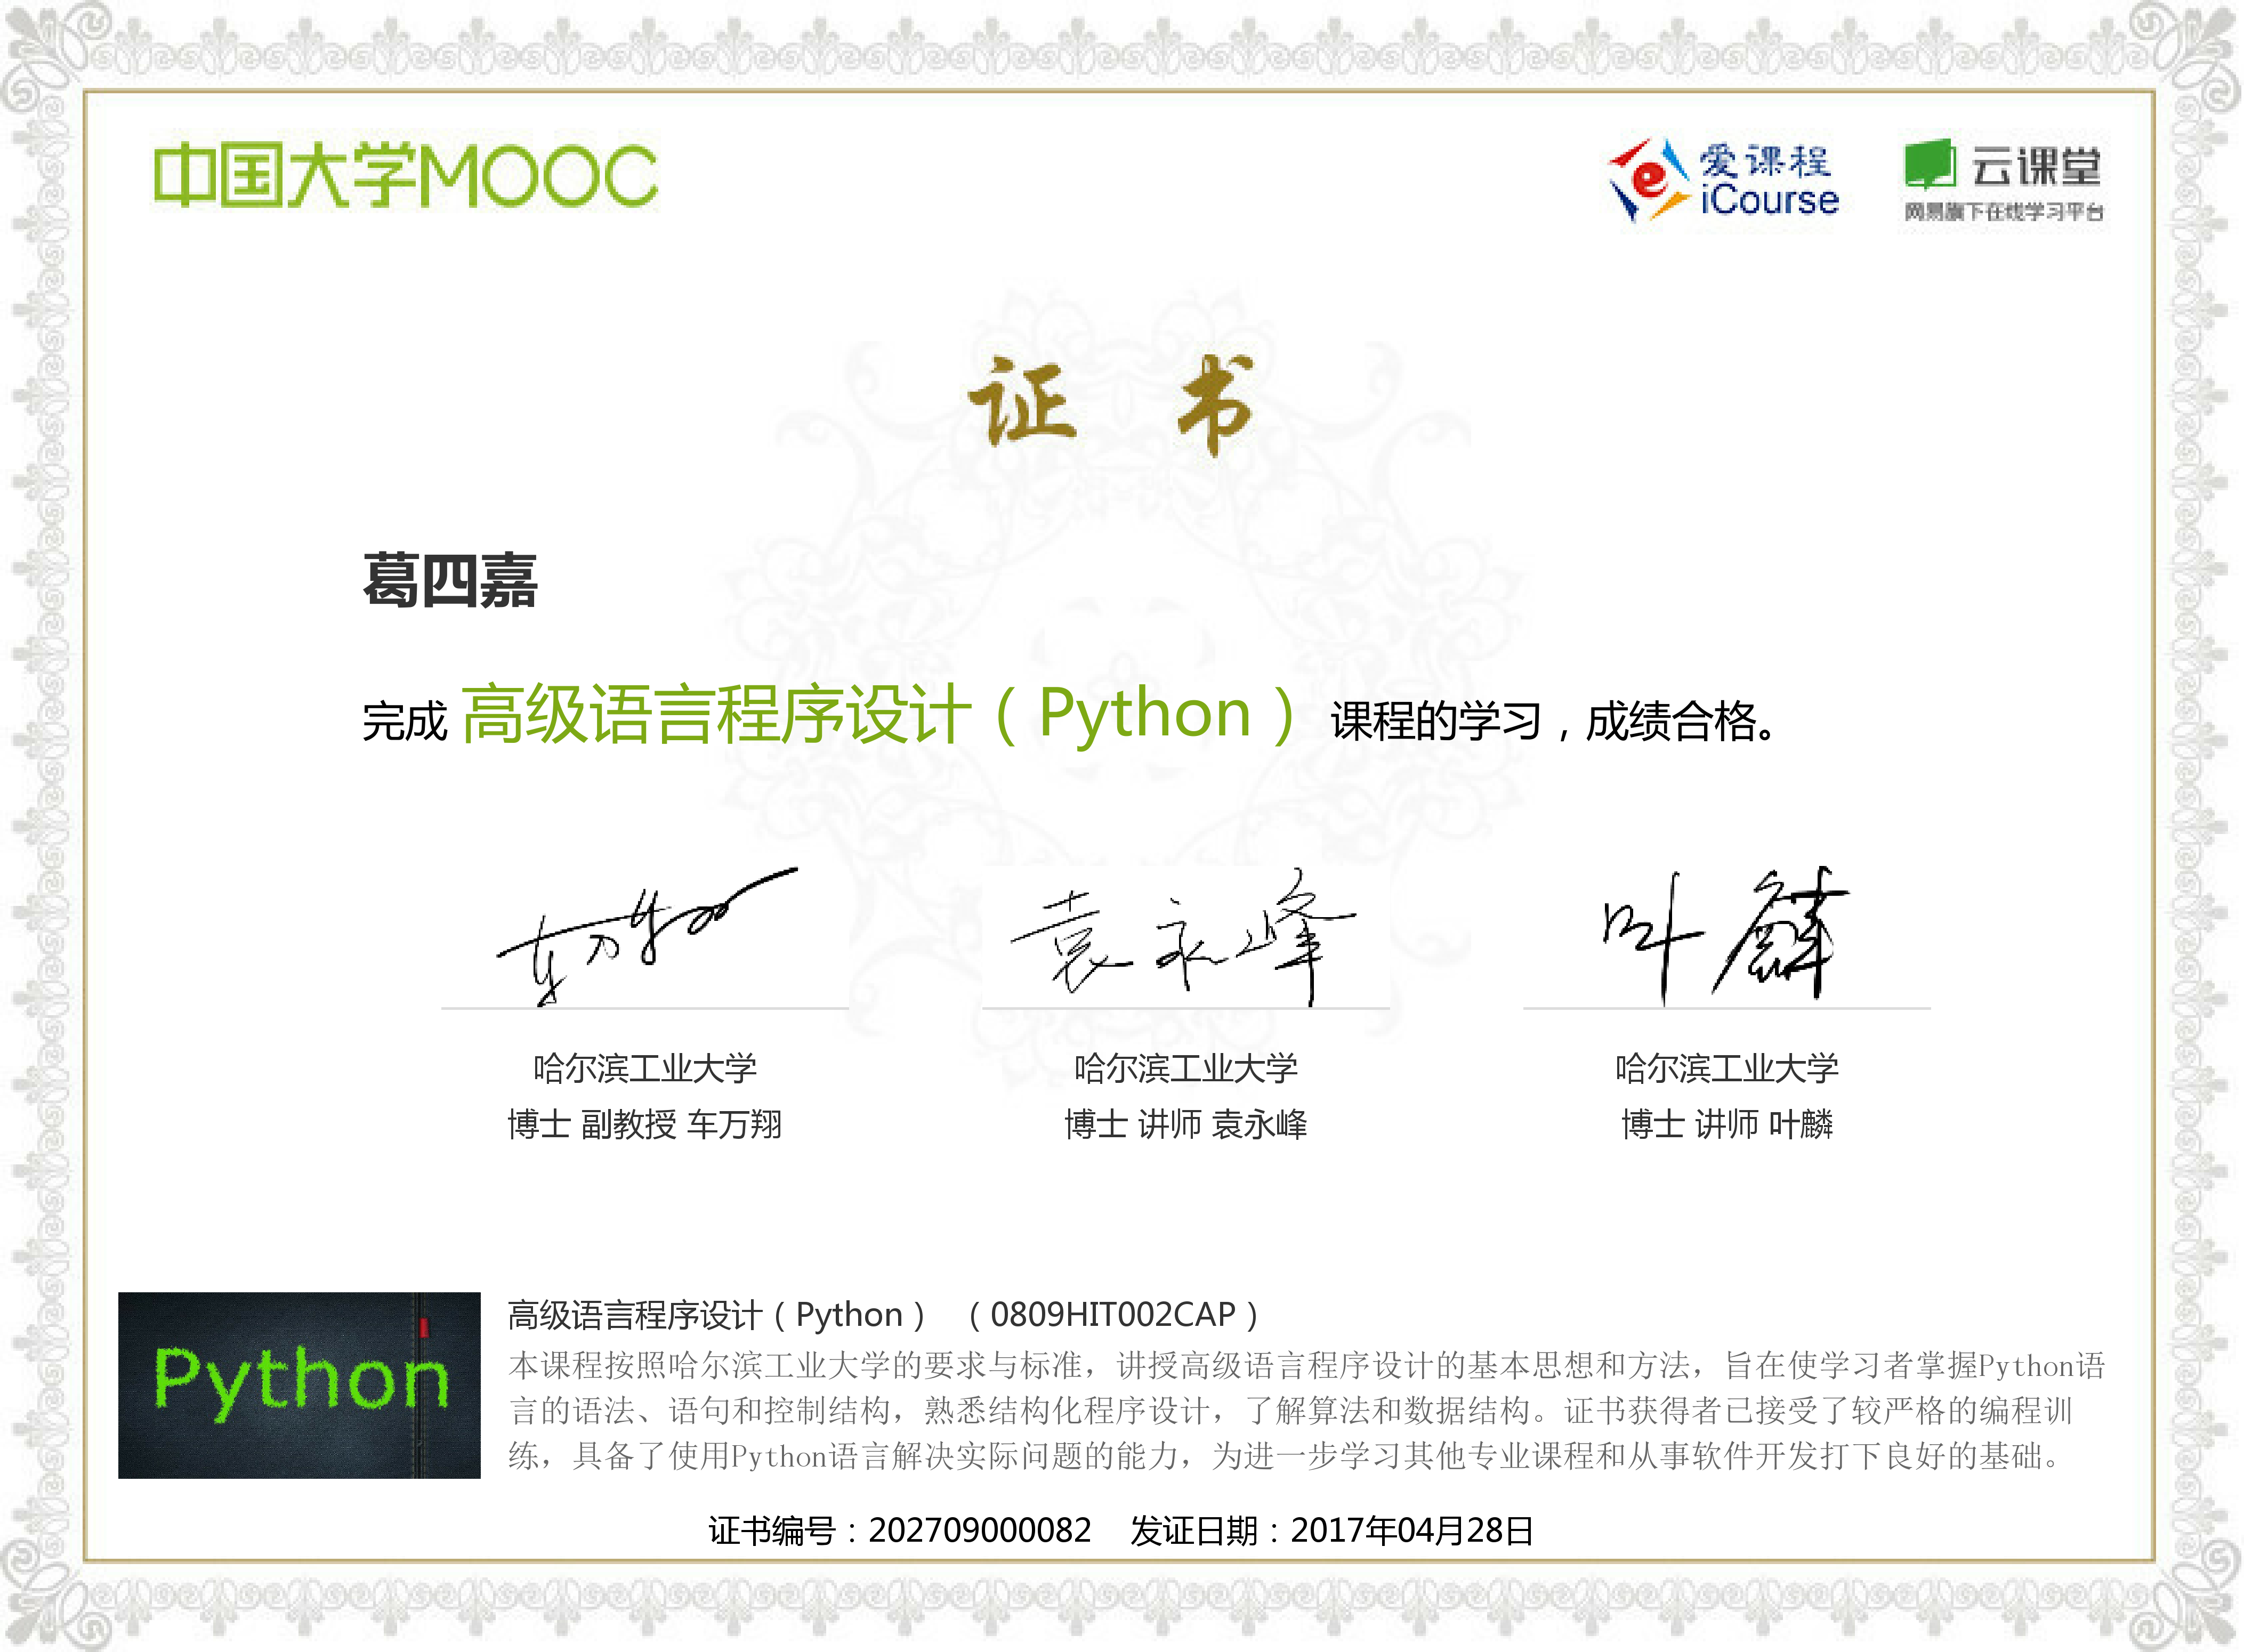 中国大学MOOC
爱课程
iCourse
云课堂
网易旗下在线学习平台
证 书
葛四嘉
完成 高级语言程序设计（Python） 课程的学习，成绩合格。
车万翔
袁永峰
叶麟
哈尔滨工业大学
博士 副教授 车万翔
哈尔滨工业大学
博士 讲师 袁永峰
哈尔滨工业大学
博士 讲师 叶麟
Python
高级语言程序设计（Python） （0809HIT002CAP）
本课程按照哈尔滨工业大学的要求与标准，讲授高级语言程序设计的基本思想和方法，旨在使学习者掌握Python语
言的语法、语句和控制结构，熟悉结构化程序设计，了解算法和数据结构。证书获得者已接受了较严格的编程训
练，具备了使用Python语言解决实际问题的能力，为进一步学习其他专业课程和从事软件开发打下良好的基础。
证书编号：202709000082 发证日期：2017年04月28日